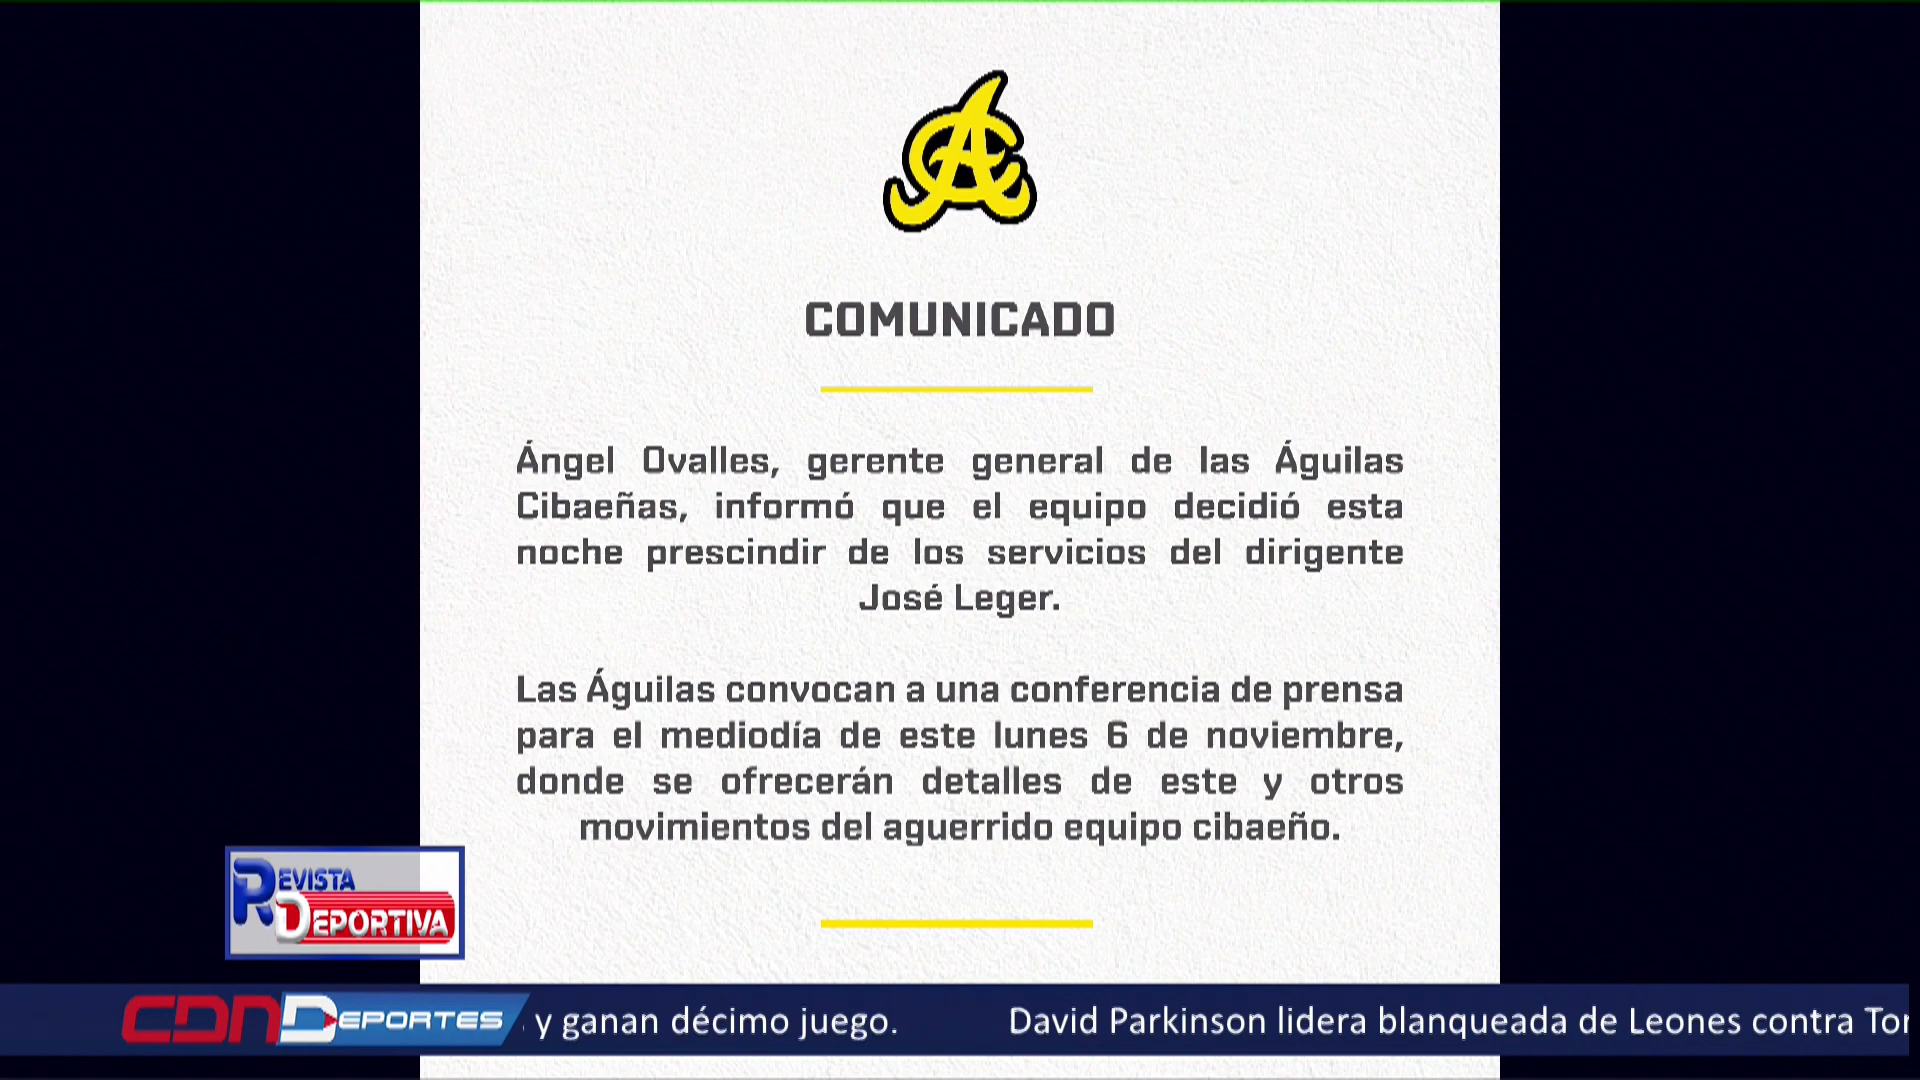 COMUNICADO
Ángel Ovalles, gerente general de las Águilas
Cibaeñas, informó que el equipo decidió esta
noche prescindir de los servicios del dirigente
José Leger.
Las Águilas convocan a una conferencia de prensa
para el mediodía de este lunes 6 de noviembre,
donde se ofrecerán detalles de este y otros
movimientos del aguerrido equipo cibaeño.
REVISTA
DEPORTIVA
CDN DEPORTES y ganan décimo juego. David Parkinson lidera blanqueada de Leones contra